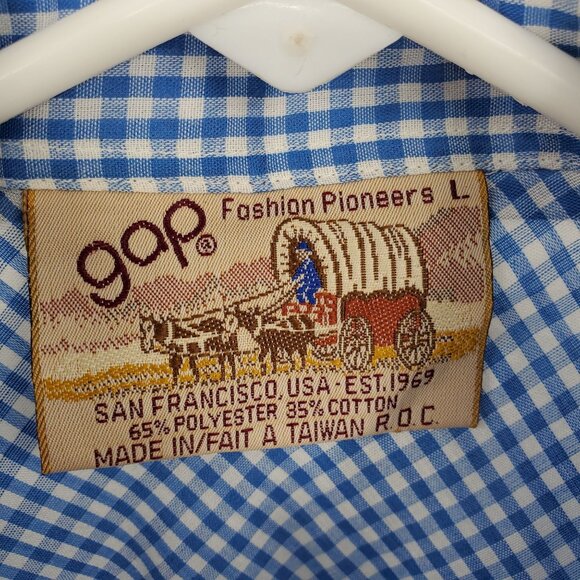 gap® Fashion Pioneers L
SAN FRANCISCO, USA - EST. 1969
65% POLYESTER 35% COTTON
MADE IN/FAIT A TAIWAN R.O.C.